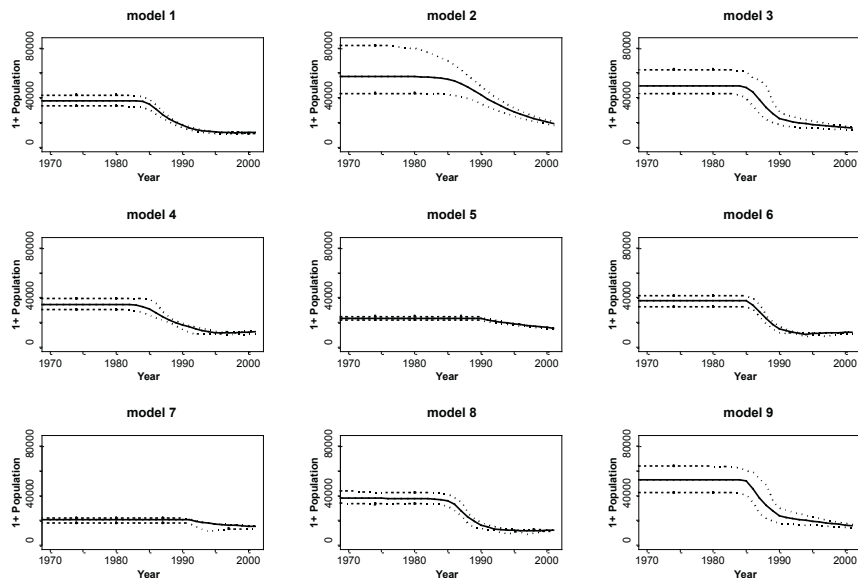 model 1
model 2
model 3
1+ Population
80000
40000
0
1970
1980
1990
2000
Year
1+ Population
80000
40000
0
1970
1980
1990
2000
Year
1+ Population
80000
40000
0
1970
1980
1990
2000
Year
model 4
model 5
model 6
1+ Population
80000
40000
0
1970
1980
1990
2000
Year
1+ Population
80000
40000
0
1970
1980
1990
2000
Year
1+ Population
80000
40000
0
1970
1980
1990
2000
Year
model 7
model 8
model 9
1+ Population
80000
40000
0
1970
1980
1990
2000
Year
1+ Population
80000
40000
0
1970
1980
1990
2000
Year
1+ Population
80000
40000
0
1970
1980
1990
2000
Year